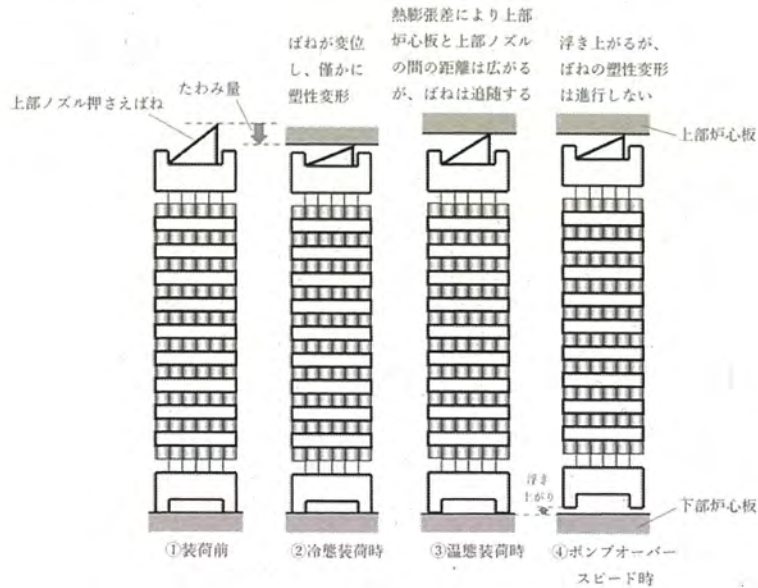 熱膨張差により上部
炉心板と上部ノズル
の間の距離は広がる
が、ばねは追随する
ばねが変位
し、僅かに
塑性変形
浮き上がるが、
ばねの塑性変形
は進行しない
上部ノズル押さえばね
たわみ量
上部炉心板
浮き
上がり
下部炉心板
①装荷前
②冷態装荷時
③温態装荷時
④ポンプオーバー
スピード時